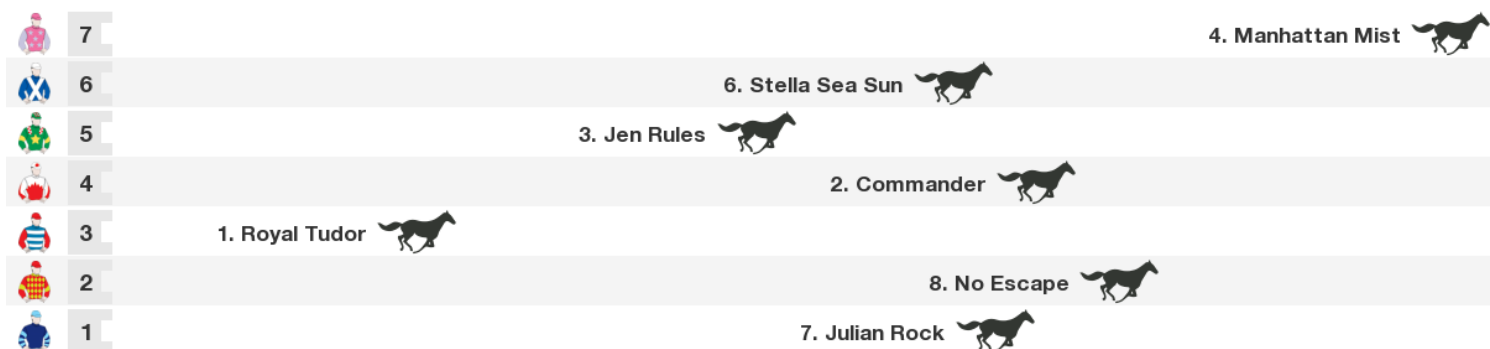 7 4. Manhattan Mist
6 6. Stella Sea Sun
5 3. Jen Rules
4 2. Commander
3 1. Royal Tudor
2 8. No Escape
1 7. Julian Rock